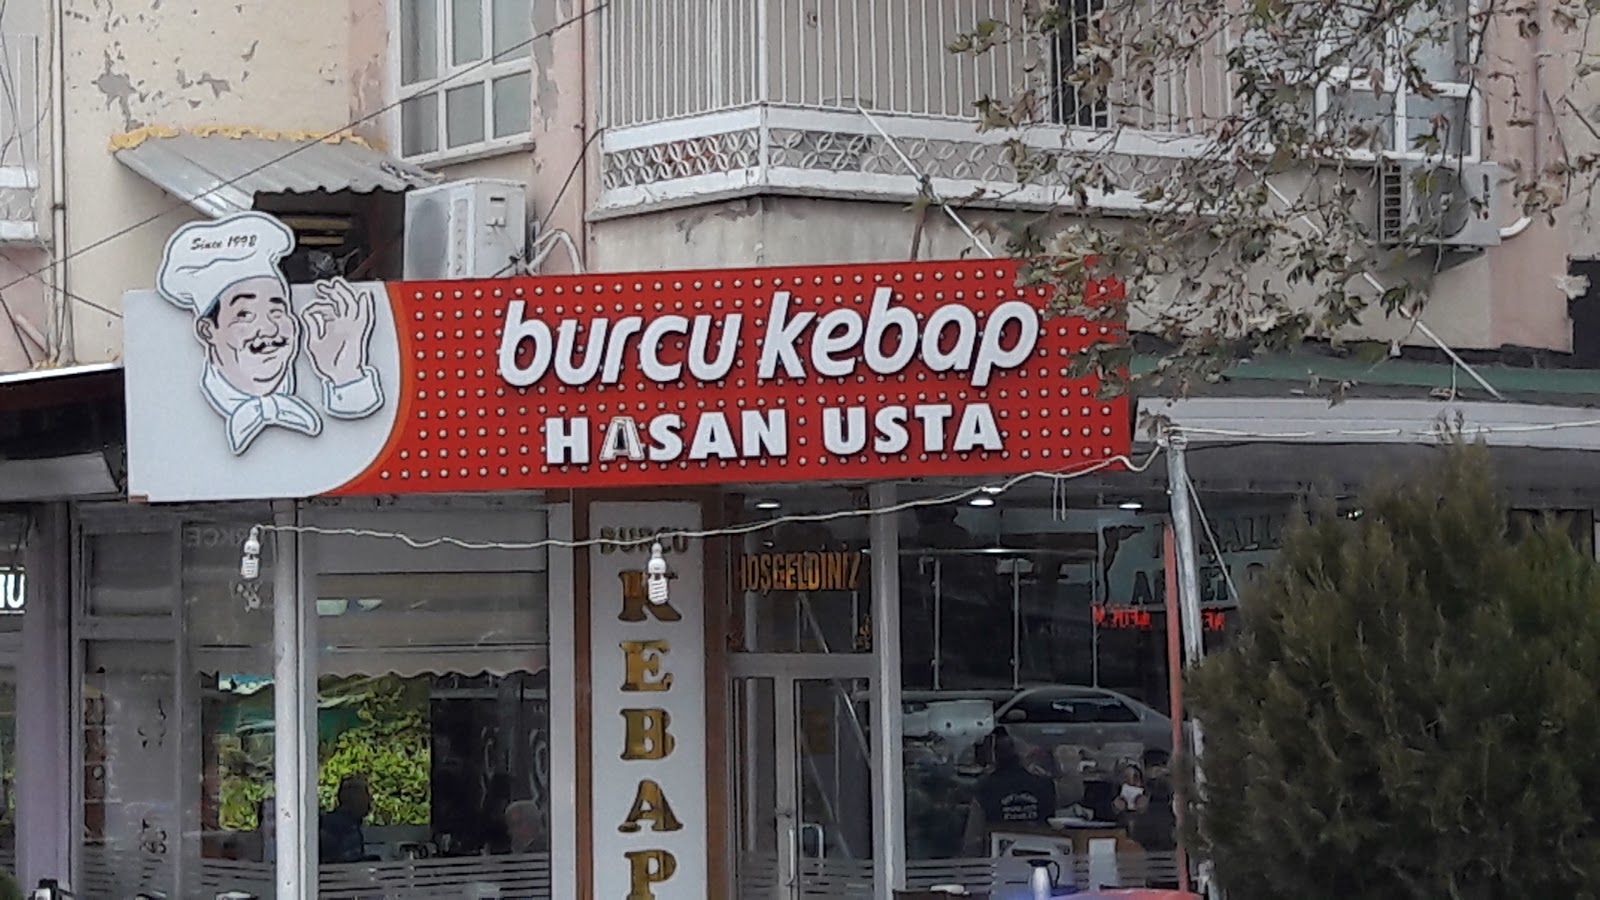 Since 1998
burcu kebap
HASAN USTA
BURCU
KEBAP
HOŞGELDİNİZ